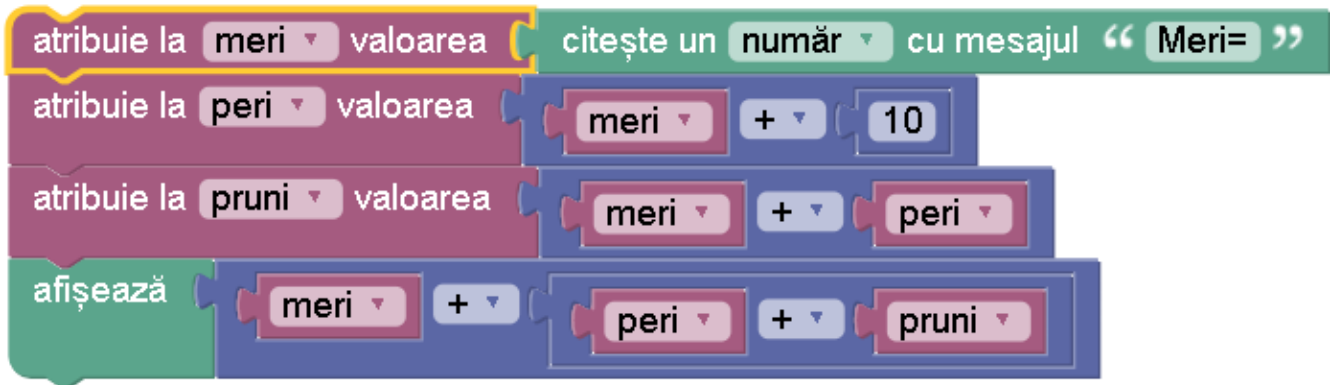 atribuie la meri ▼ valoarea citește un număr ▼ cu mesajul “ Meri= ”
atribuie la peri ▼ valoarea meri ▼ + ▼ 10
atribuie la pruni ▼ valoarea meri ▼ + ▼ peri ▼
afișează meri ▼ + ▼ peri ▼ + ▼ pruni ▼